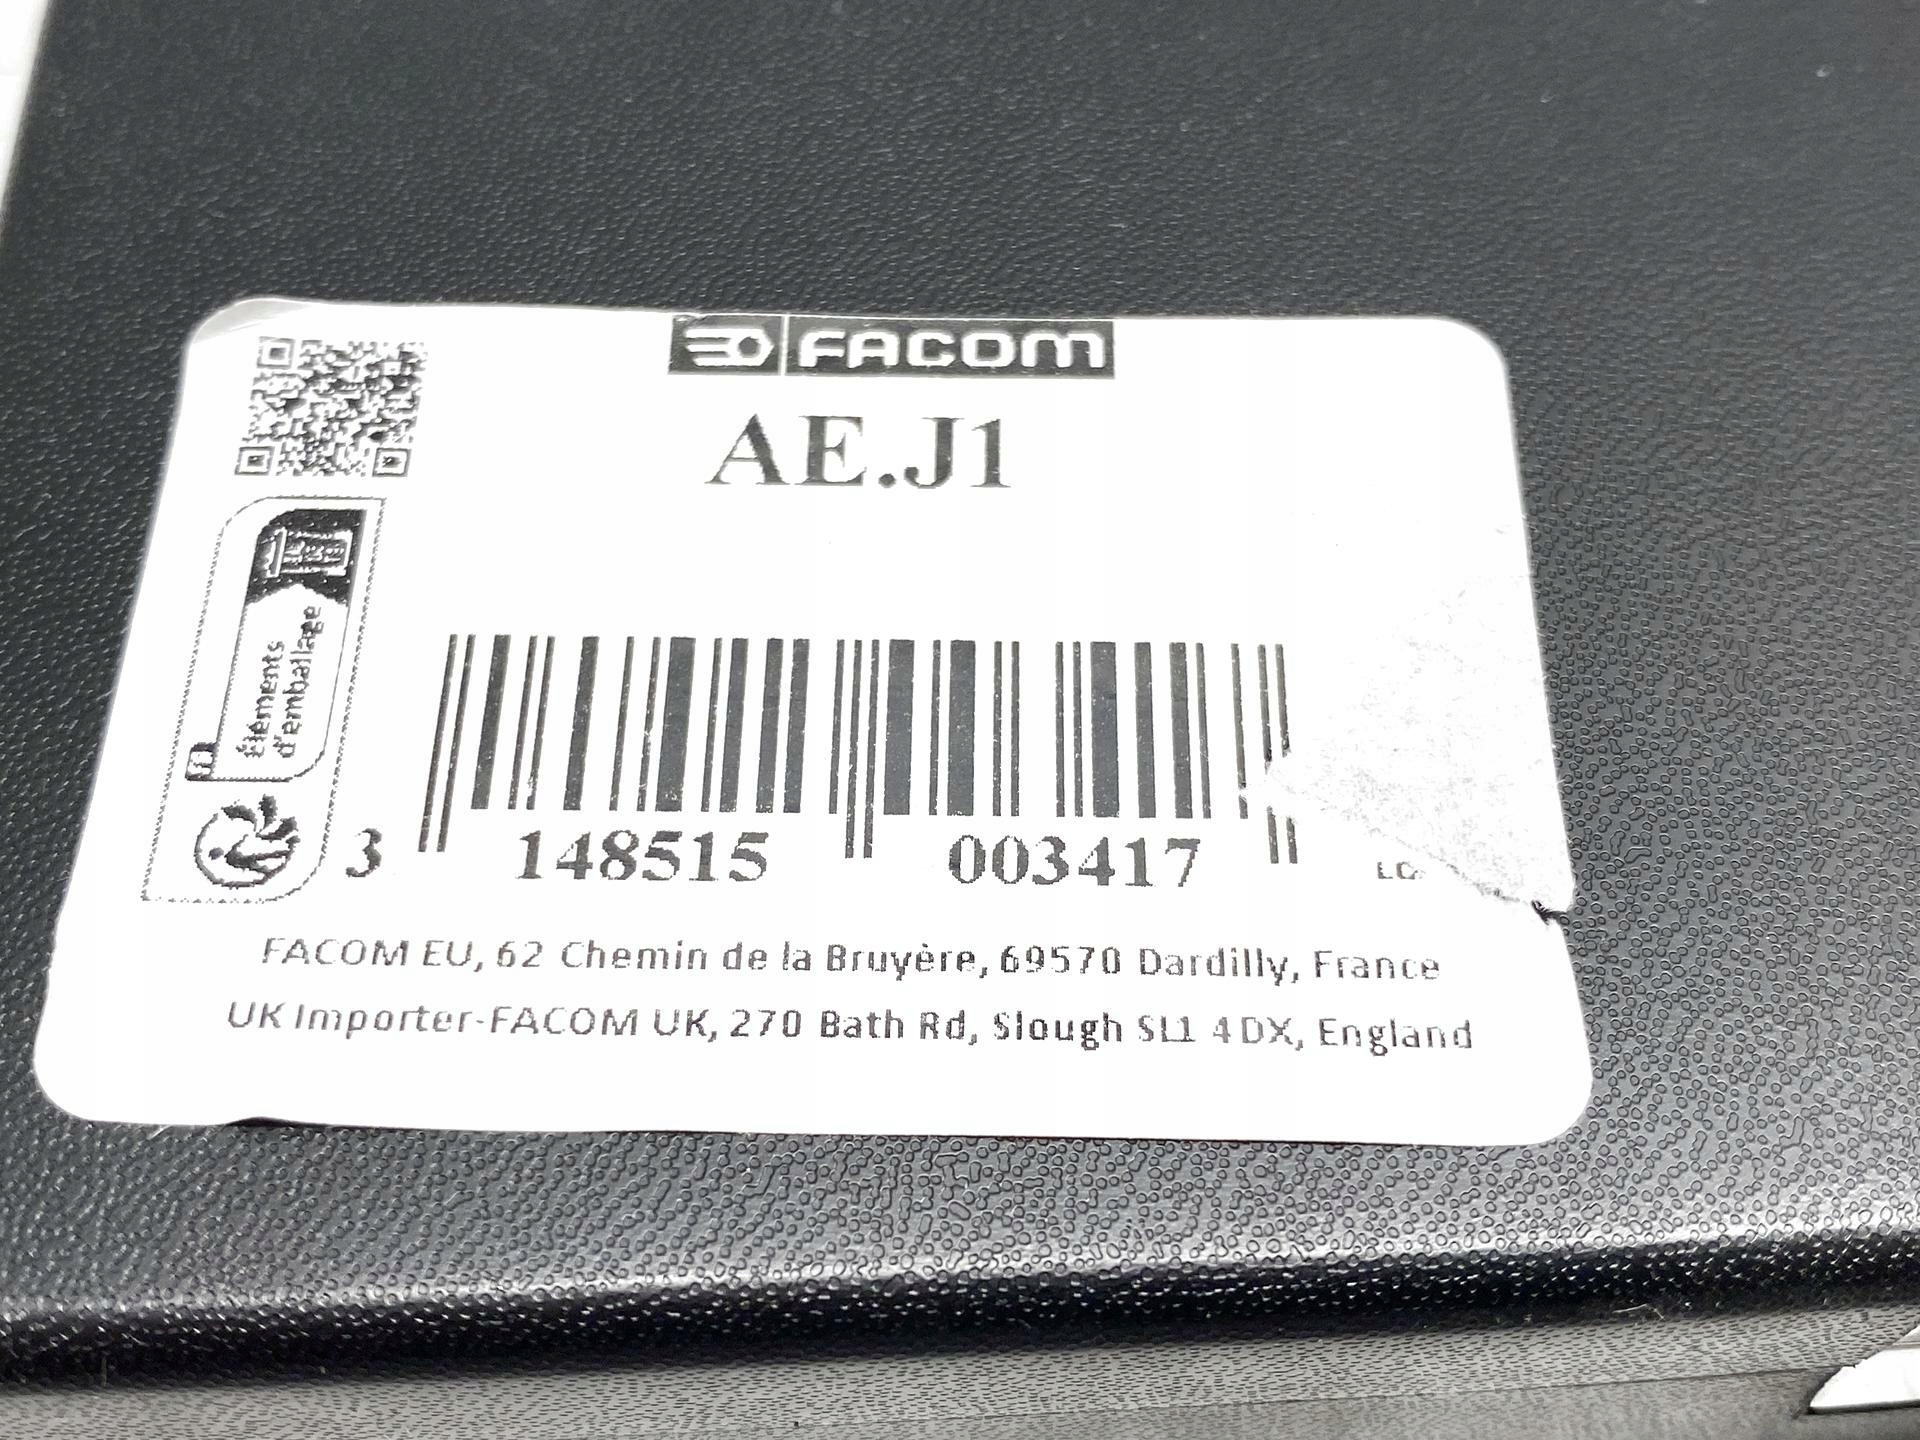 FACOM
AE.J1
Éléments
d'emballage
3 148515 003417
FACOM EU, 62 Chemin de la Bruyère, 69570 Dardilly, France
UK Importer-FACOM UK, 270 Bath Rd, Slough SL1 4DX, England